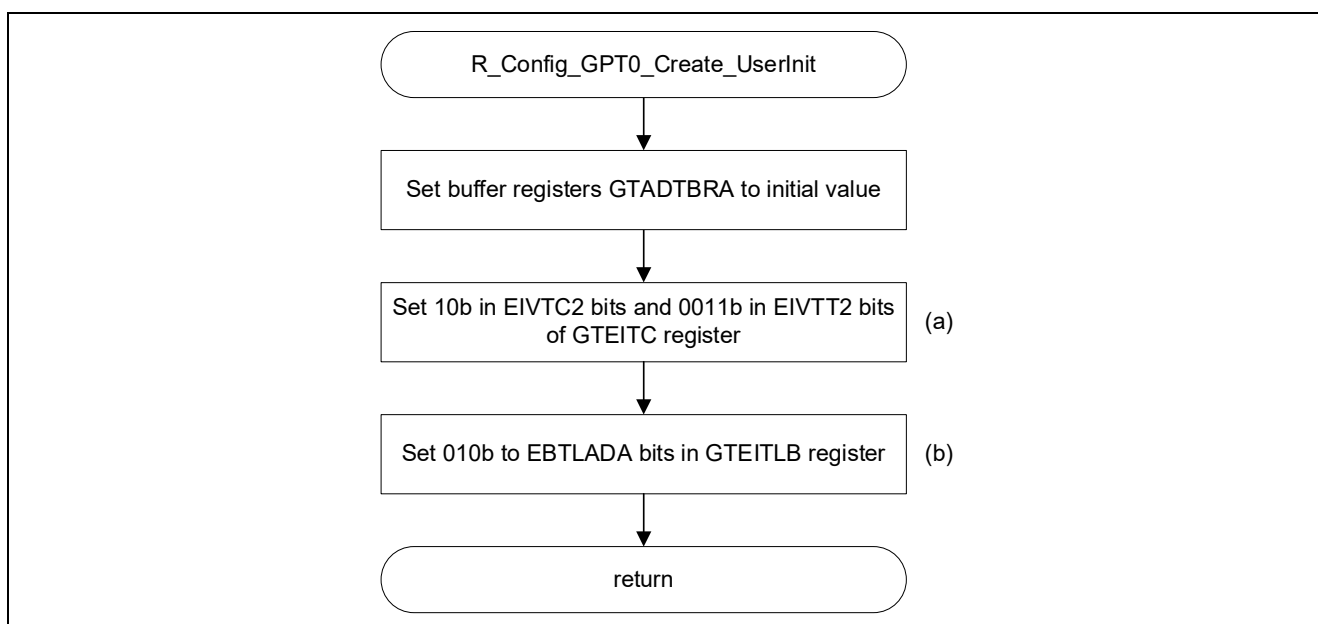 R_Config_GPT0_Create_UserInit
Set buffer registers GTADTBRA to initial value
Set 10b in EIVTC2 bits and 0011b in EIVTT2 bits
of GTEITC register
(a)
Set 010b to EBTLADA bits in GTEITLB register
(b)
return